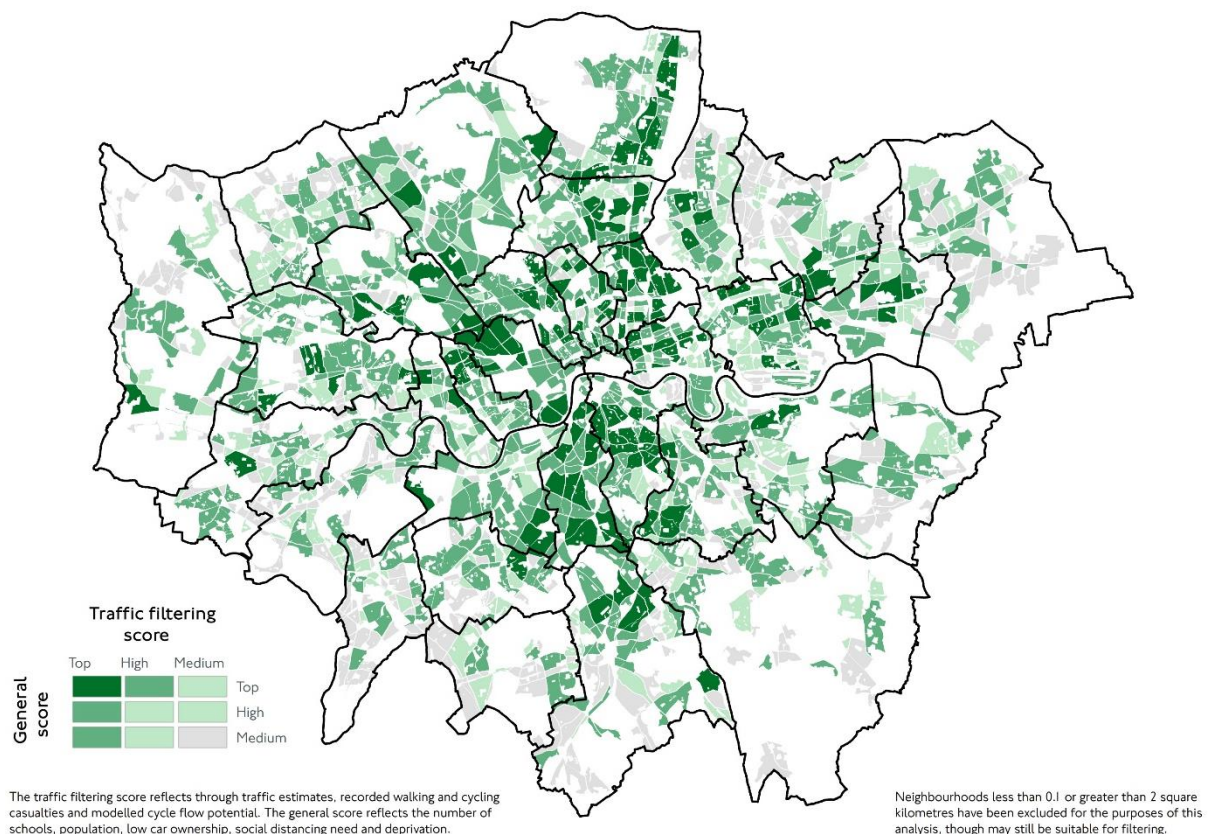 Traffic filtering
score
Top High Medium
General
score
Top
High
Medium
The traffic filtering score reflects through traffic estimates, recorded walking and cycling
casualties and modelled cycle flow potential. The general score reflects the number of
schools, population, low car ownership, social distancing need and deprivation.
Neighbourhoods less than 0.1 or greater than 2 square
kilometres have been excluded for the purposes of this
analysis, though may still be suitable for filtering.